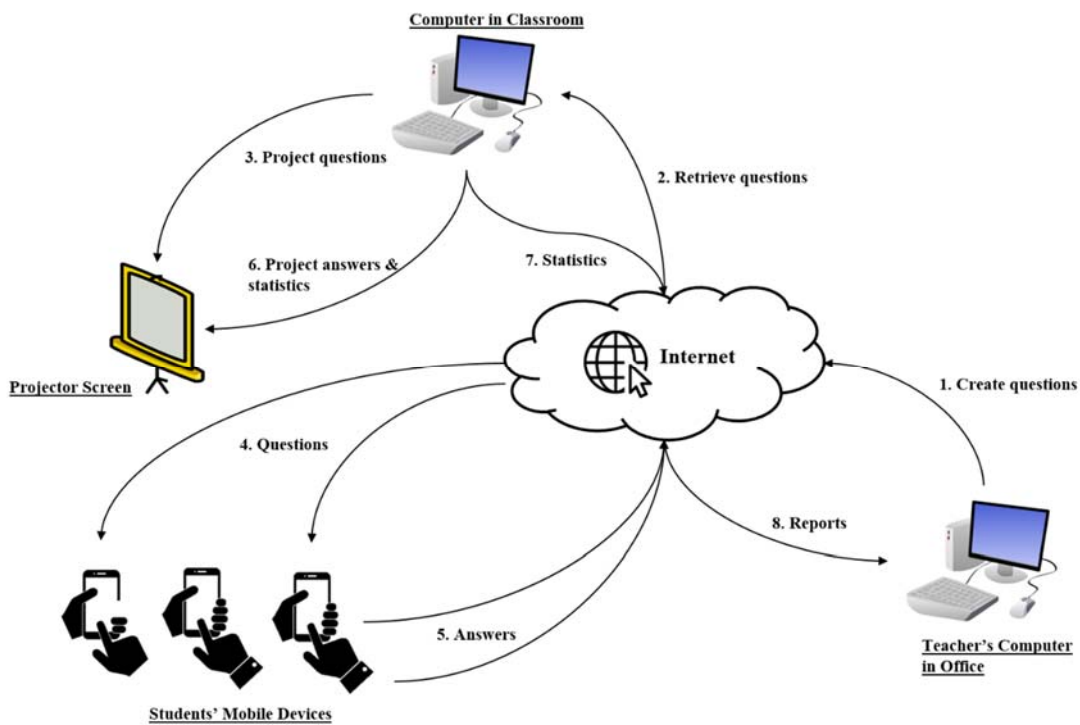 Computer in Classroom
3. Project questions
2. Retrieve questions
6. Project answers &
statistics
7. Statistics
Internet
Projector Screen
1. Create questions
4. Questions
8. Reports
5. Answers
Teacher's Computer
in Office
Students' Mobile Devices